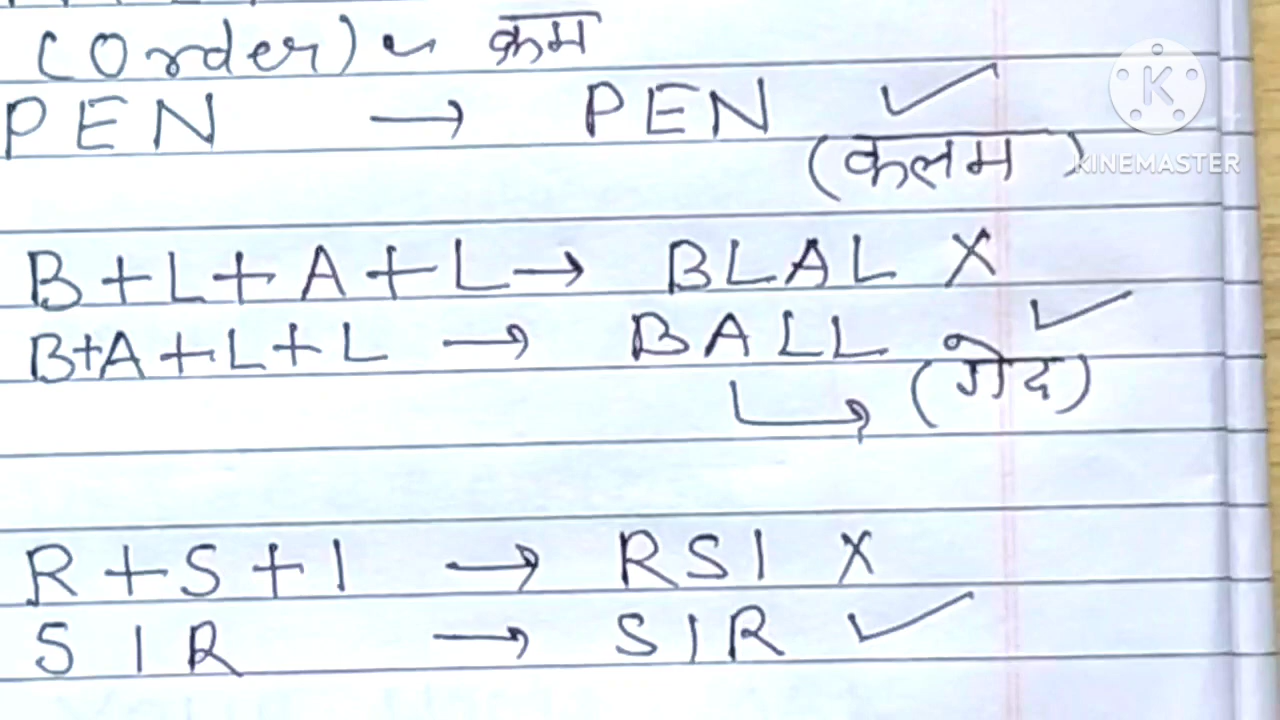 (Order) क्रम
PEN → PEN ✓
(कलम)
B+L+A+L → BLAL X
B+A+L+L → BALL ✓
(गेंद)
R+S+I → RSI X
SIR → SIR ✓
K
KINEMASTER